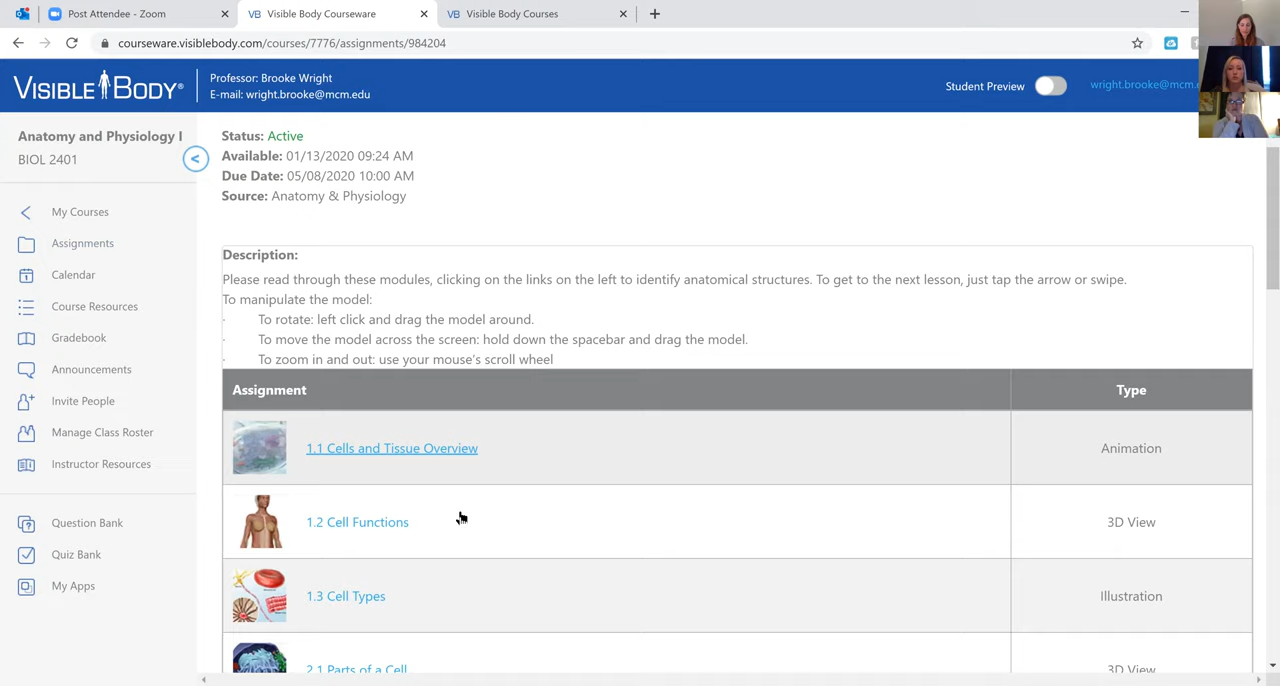 Post Attendee - Zoom
VB Visible Body Courseware
VB Visible Body Courses
courseware.visiblebody.com/courses/7776/assignments/984204
VISIBLE BODY®
Professor: Brooke Wright
E-mail: wright.brooke@mcm.edu
Student Preview
wright.brooke@mcm.
Anatomy and Physiology I
BIOL 2401
My Courses
Assignments
Calendar
Course Resources
Gradebook
Announcements
Invite People
Manage Class Roster
Instructor Resources
Question Bank
Quiz Bank
My Apps
Status: Active
Available: 01/13/2020 09:24 AM
Due Date: 05/08/2020 10:00 AM
Source: Anatomy & Physiology
Description:
Please read through these modules, clicking on the links on the left to identify anatomical structures. To get to the next lesson, just tap the arrow or swipe.
To manipulate the model:
· To rotate: left click and drag the model around.
· To move the model across the screen: hold down the spacebar and drag the model.
· To zoom in and out: use your mouse's scroll wheel
Assignment Type
1.1 Cells and Tissue Overview Animation
1.2 Cell Functions 3D View
1.3 Cell Types Illustration
2.1 Parts of a Cell 3D View